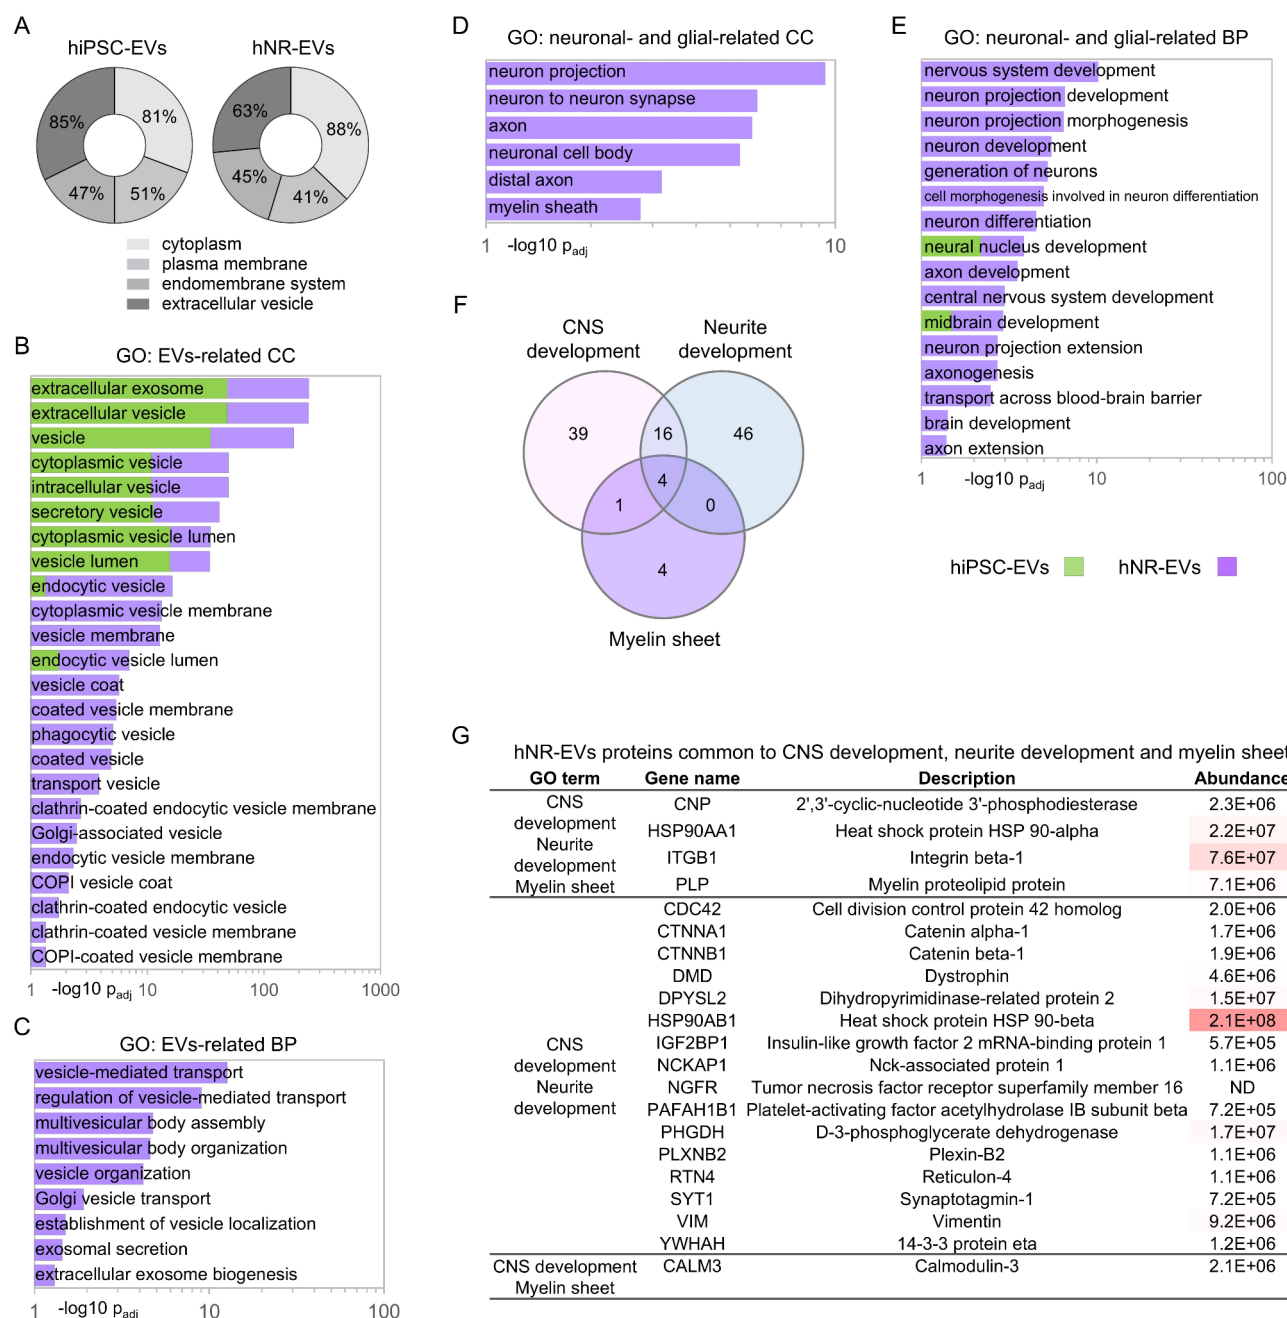 A
hiPSC-EVs
hNR-EVs
85%
81%
47%
51%
63%
88%
45%
41%
cytoplasm
plasma membrane
endomembrane system
extracellular vesicle
B
GO: EVs-related CC
extracellular exosome
extracellular vesicle
vesicle
cytoplasmic vesicle
intracellular vesicle
secretory vesicle
cytoplasmic vesicle lumen
vesicle lumen
endocytic vesicle
cytoplasmic vesicle membrane
vesicle membrane
endocytic vesicle lumen
vesicle coat
coated vesicle membrane
phagocytic vesicle
coated vesicle
transport vesicle
clathrin-coated endocytic vesicle membrane
Golgi-associated vesicle
endocytic vesicle membrane
COPI vesicle coat
clathrin-coated endocytic vesicle
clathrin-coated vesicle membrane
COPI-coated vesicle membrane
1 -log10 padj 10 100 1000
C
GO: EVs-related BP
vesicle-mediated transport
regulation of vesicle-mediated transport
multivesicular body assembly
multivesicular body organization
vesicle organization
Golgi vesicle transport
establishment of vesicle localization
exosomal secretion
extracellular exosome biogenesis
1 -log10 padj 10 100
D
GO: neuronal- and glial-related CC
neuron projection
neuron to neuron synapse
axon
neuronal cell body
distal axon
myelin sheath
1 -log10 padj 10
E
GO: neuronal- and glial-related BP
nervous system development
neuron projection development
neuron projection morphogenesis
neuron development
generation of neurons
cell morphogenesis involved in neuron differentiation
neuron differentiation
neural nucleus development
axon development
central nervous system development
midbrain development
neuron projection extension
axonogenesis
transport across blood-brain barrier
brain development
axon extension
1 -log10 padj 10 100
hiPSC-EVs
hNR-EVs
F
CNS
development
Neurite
development
39
16
46
4
1
0
4
Myelin sheet
G
hNR-EVs proteins common to CNS development, neurite development and myelin sheet
GO term Gene name Description Abundance
CNS
development
Neurite
development
Myelin sheet
CNP 2',3'-cyclic-nucleotide 3'-phosphodiesterase 2.3E+06
HSP90AA1 Heat shock protein HSP 90-alpha 2.2E+07
ITGB1 Integrin beta-1 7.6E+07
PLP Myelin proteolipid protein 7.1E+06
CNS
development
Neurite
development
CDC42 Cell division control protein 42 homolog 2.0E+06
CTNNA1 Catenin alpha-1 1.7E+06
CTNNB1 Catenin beta-1 1.9E+06
DMD Dystrophin 4.6E+06
DPYSL2 Dihydropyrimidinase-related protein 2 1.5E+07
HSP90AB1 Heat shock protein HSP 90-beta 2.1E+08
IGF2BP1 Insulin-like growth factor 2 mRNA-binding protein 1 5.7E+05
NCKAP1 Nck-associated protein 1 1.1E+06
NGFR Tumor necrosis factor receptor superfamily member 16 ND
PAFAH1B1 Platelet-activating factor acetylhydrolase IB subunit beta 7.2E+05
PHGDH D-3-phosphoglycerate dehydrogenase 1.7E+07
PLXNB2 Plexin-B2 1.1E+06
RTN4 Reticulon-4 1.1E+06
SYT1 Synaptotagmin-1 7.2E+05
VIM Vimentin 9.2E+06
YWHAH 14-3-3 protein eta 1.2E+06
CNS development
Myelin sheet
CALM3 Calmodulin-3 2.1E+06